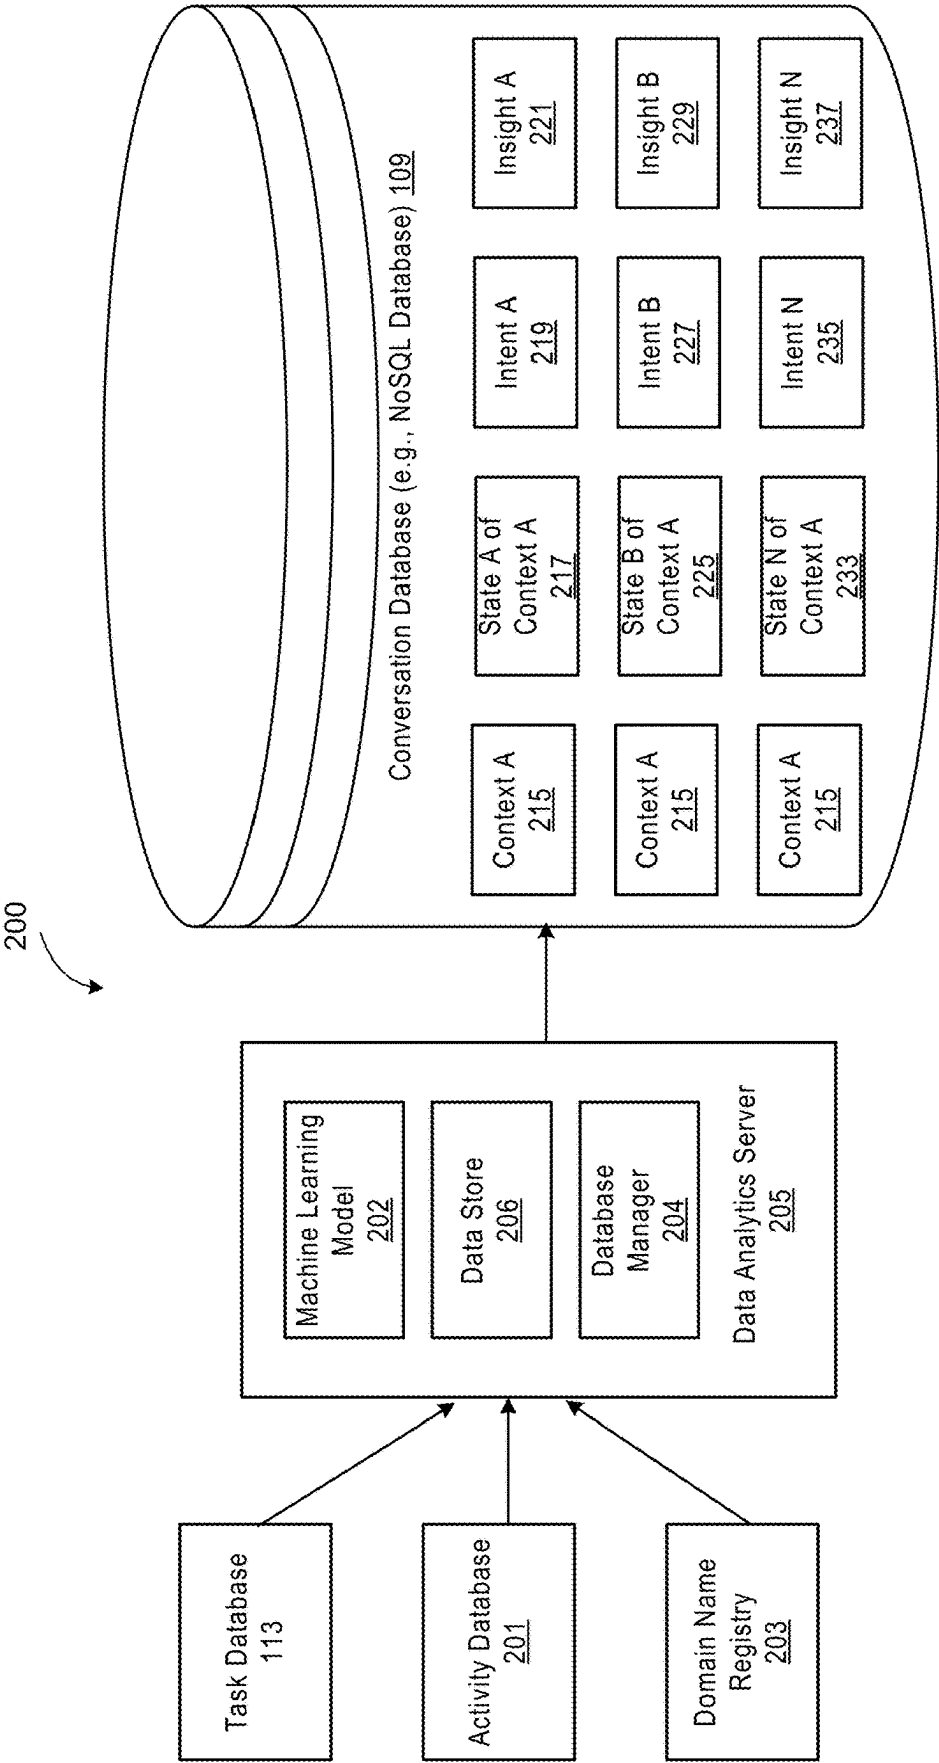 200
Task Database
113
Activity Database
201
Domain Name
Registry
203
Machine Learning
Model
202
Data Store
206
Database
Manager
204
Data Analytics Server
205
Conversation Database (e.g., NoSQL Database) 109
Context A
215
State A of
Context A
217
Intent A
219
Insight A
221
Context A
215
State B of
Context A
225
Intent B
227
Insight B
229
Context A
215
State N of
Context A
233
Intent N
235
Insight N
237